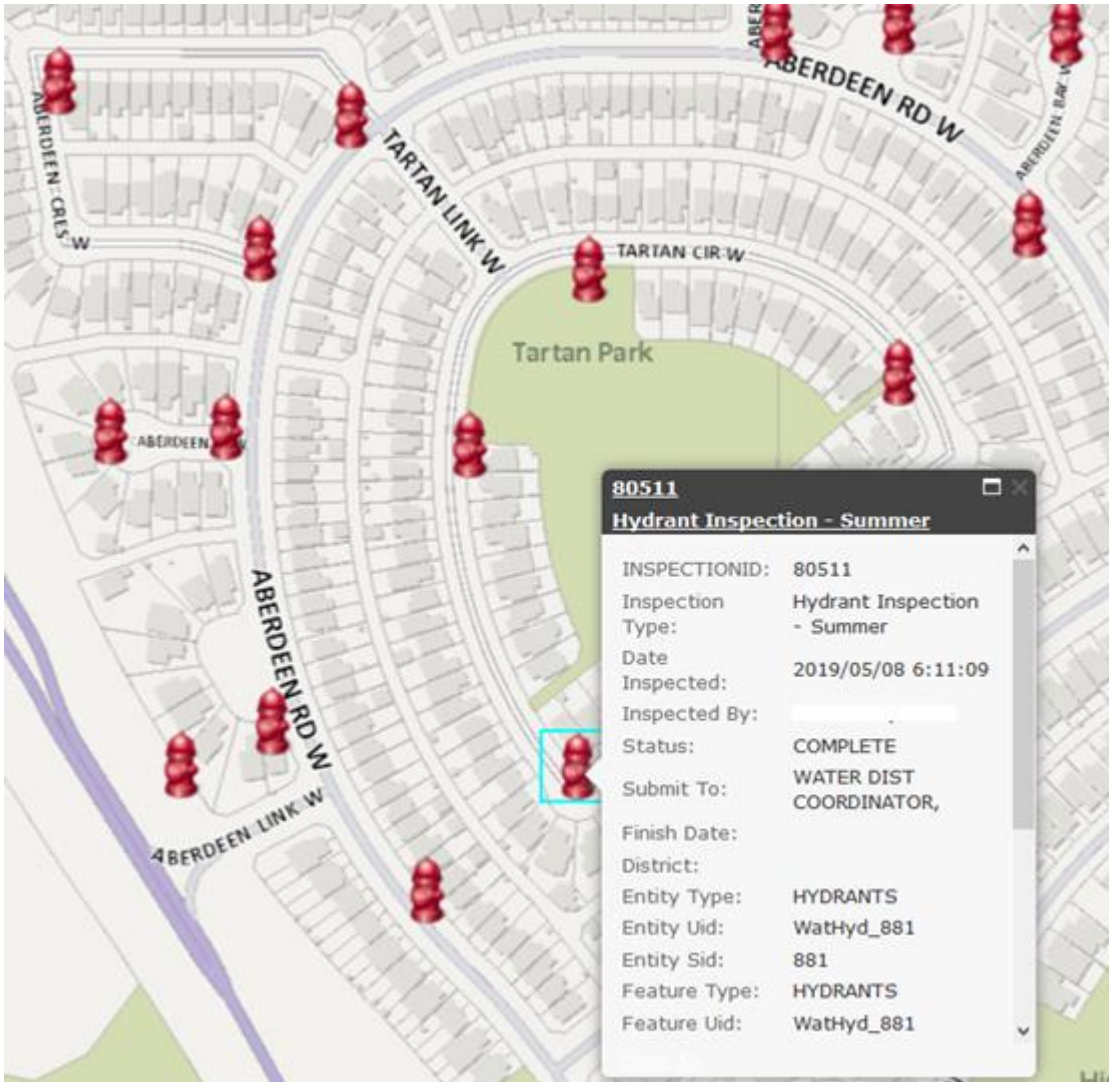 ABER
ABERDEEN RD W
ABERDEEN BAY W
ABERDEEN CRES W
TARTAN LINK W
TARTAN CIR W
Tartan Park
ABERDEEN W
ABERDEEN RD W
ABERDEEN LINK W
80511
Hydrant Inspection - Summer
INSPECTIONID: 80511
Inspection Type: Hydrant Inspection
- Summer
Date Inspected: 2019/05/08 6:11:09
Inspected By:
Status: COMPLETE
Submit To: WATER DIST
COORDINATOR,
Finish Date:
District:
Entity Type: HYDRANTS
Entity Uid: WatHyd_881
Entity Sid: 881
Feature Type: HYDRANTS
Feature Uid: WatHyd_881